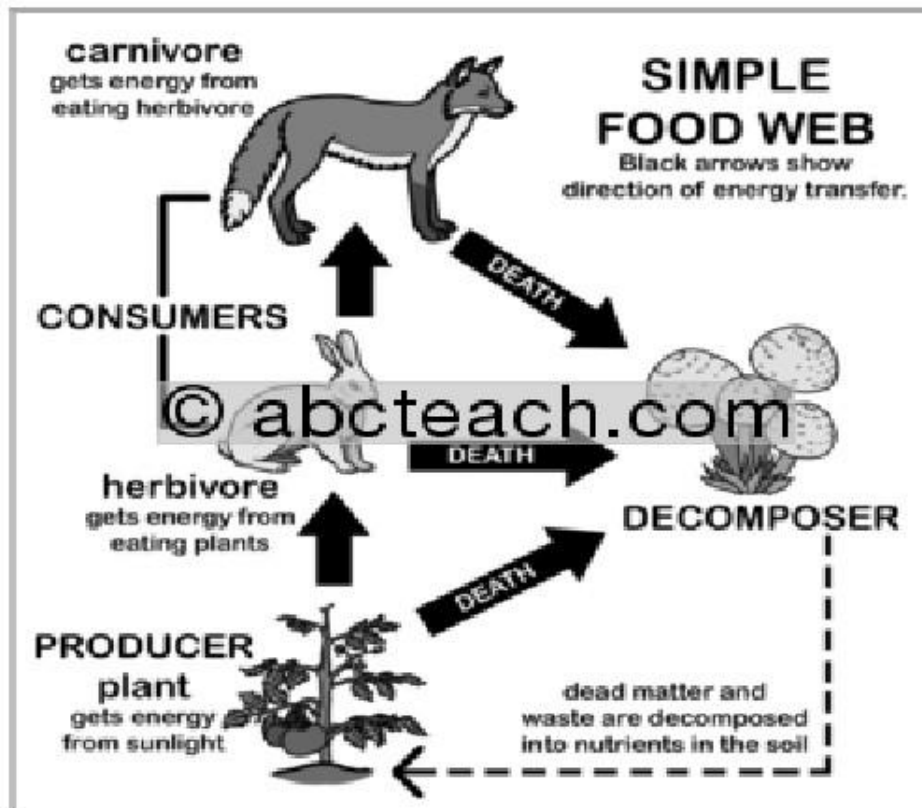 carnivore
gets energy from
eating herbivore
SIMPLE
FOOD WEB
Black arrows show
direction of energy transfer.
DEATH
CONSUMERS
© abcteach.com
DEATH
herbivore
gets energy from
eating plants
DECOMPOSER
DEATH
PRODUCER
plant
gets energy
from sunlight
dead matter and
waste are decomposed
into nutrients in the soil